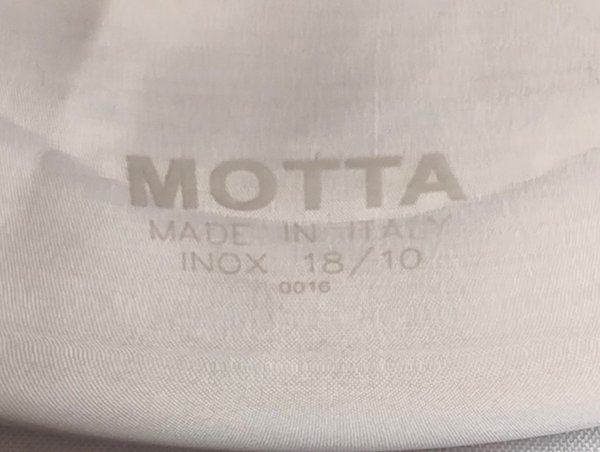 MOTTA
MADE IN ITALY
INOX 18/10
0016